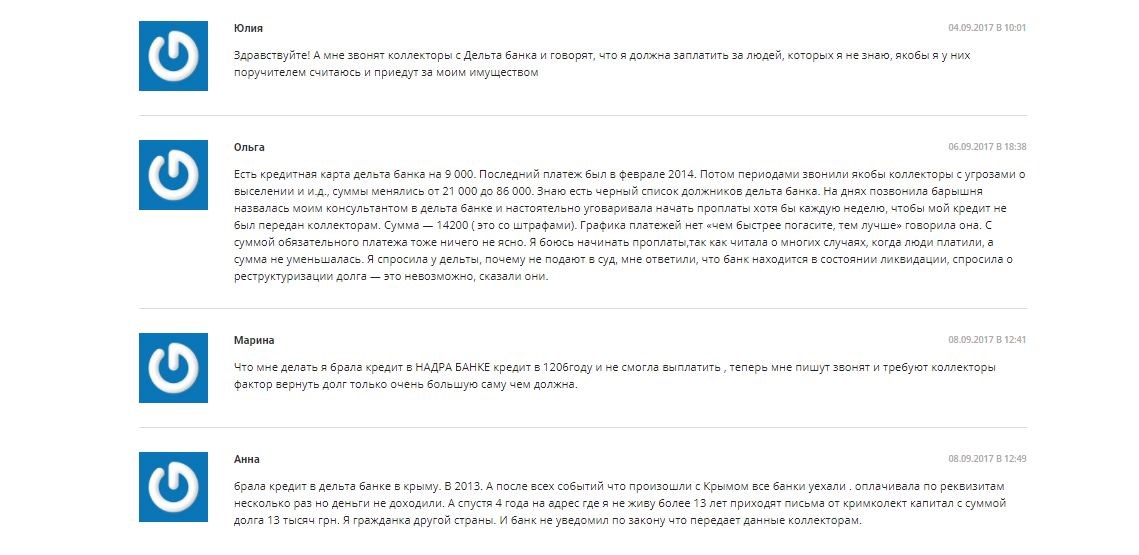 Юлия
04.09.2017 В 10:01
Здравствуйте! А мне звонят коллекторы с Дельта банка и говорят, что я должна заплатить за людей, которых я не знаю, якобы я у них
поручителем считаюсь и приедут за моим имуществом
Ольга
06.09.2017 В 18:38
Есть кредитная карта дельта банка на 9 000. Последний платеж был в феврале 2014. Потом периодами звонили якобы коллекторы с угрозами о
выселении и и.д., суммы менялись от 21 000 до 86 000. Знаю есть черный список должников дельта банка. На днях позвонила барышня
назвалась моим консультантом в дельта банке и настоятельно уговаривала начать проплаты хотя бы каждую неделю, чтобы мой кредит не
был передан коллекторам. Сумма — 14200 ( это со штрафами). Графика платежей нет «чем быстрее погасите, тем лучше» говорила она. С
суммой обязательного платежа тоже ничего не ясно. Я боюсь начинать проплаты,так как читала о многих случаях, когда люди платили, а
сумма не уменьшалась. Я спросила у дельты, почему не подают в суд, мне ответили, что банк находится в состоянии ликвидации, спросила о
реструктуризации долга — это невозможно, сказали они.
Марина
08.09.2017 В 12:41
Что мне делать я брала кредит в НАДРА БАНКЕ кредит в 1206году и не смогла выплатить , теперь мне пишут звонят и требуют коллекторы
фактор вернуть долг только очень большую саму чем должна.
Анна
08.09.2017 В 12:49
брала кредит в дельта банке в крыму. В 2013. А после всех событий что произошли с Крымом все банки уехали . оплачивала по реквизитам
несколько раз но деньги не доходили. А спустя 4 года на адрес где я не живу более 13 лет приходят письма от кримколект капитал с суммой
долга 13 тысяч грн. Я гражданка другой страны. И банк не уведомил по закону что передает данные коллекторам.